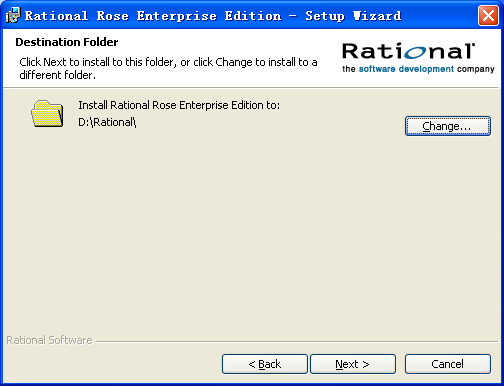 Rational Rose Enterprise Edition - Setup Wizard
Destination Folder
Click Next to install to this folder, or click Change to install to a
different folder.
Rational
the software development company
Install Rational Rose Enterprise Edition to:
D:\Rational\
Change...
Rational Software
< Back
Next >
Cancel